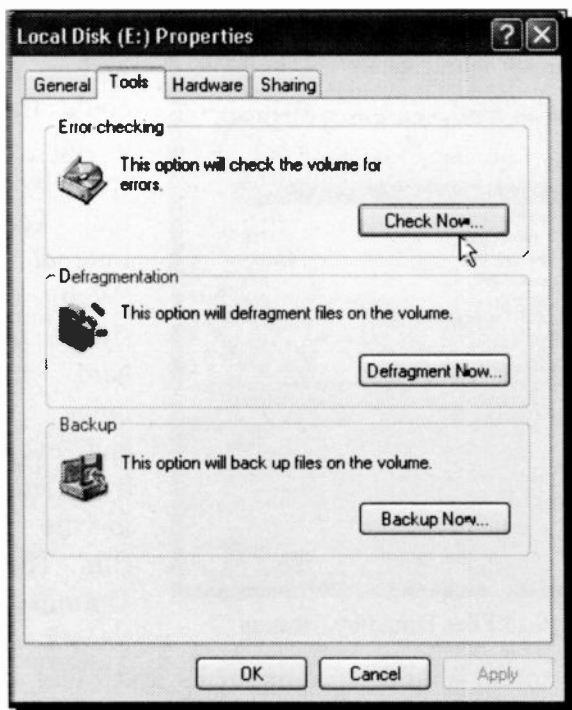 Local Disk (E:) Properties
General Tools Hardware Sharing
Error-checking
This option will check the volume for
errors.
Check Now...
Defragmentation
This option will defragment files on the volume.
Defragment Now...
Backup
This option will back up files on the volume.
Backup Now...
OK Cancel Apply